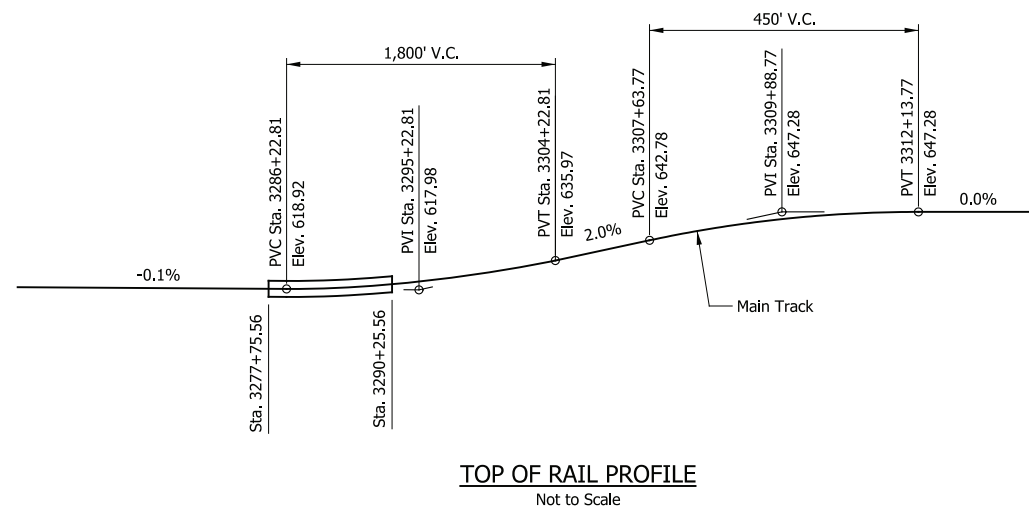 450' V.C.
1,800' V.C.
PVC Sta. 3286+22.81
Elev. 618.92
PVI Sta. 3295+22.81
Elev. 617.98
PVT Sta. 3304+22.81
Elev. 635.97
PVC Sta. 3307+63.77
Elev. 642.78
PVI Sta. 3309+88.77
Elev. 647.28
PVT 3312+13.77
Elev. 647.28
-0.1%
2.0%
0.0%
Main Track
Sta. 3277+75.56
Sta. 3290+25.56
TOP OF RAIL PROFILE
Not to Scale